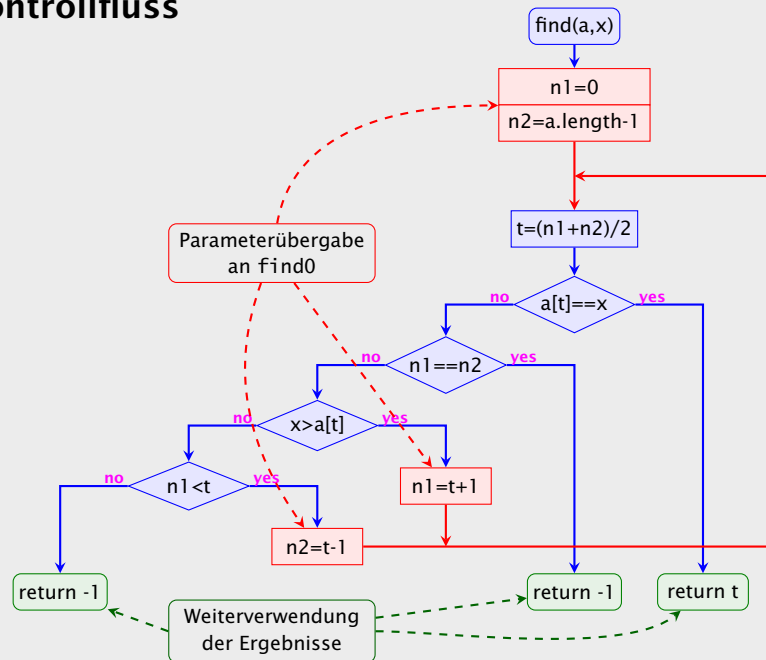 ontrollfluss
find(a,x)
n1=0
n2=a.length-1
t=(n1+n2)/2
Parameterübergabe
an find0
a[t]==x
no
yes
n1==n2
no
yes
x>a[t]
no
yes
n1<t
no
yes
n1=t+1
n2=t-1
return -1
return -1
return t
Weiterverwendung
der Ergebnisse